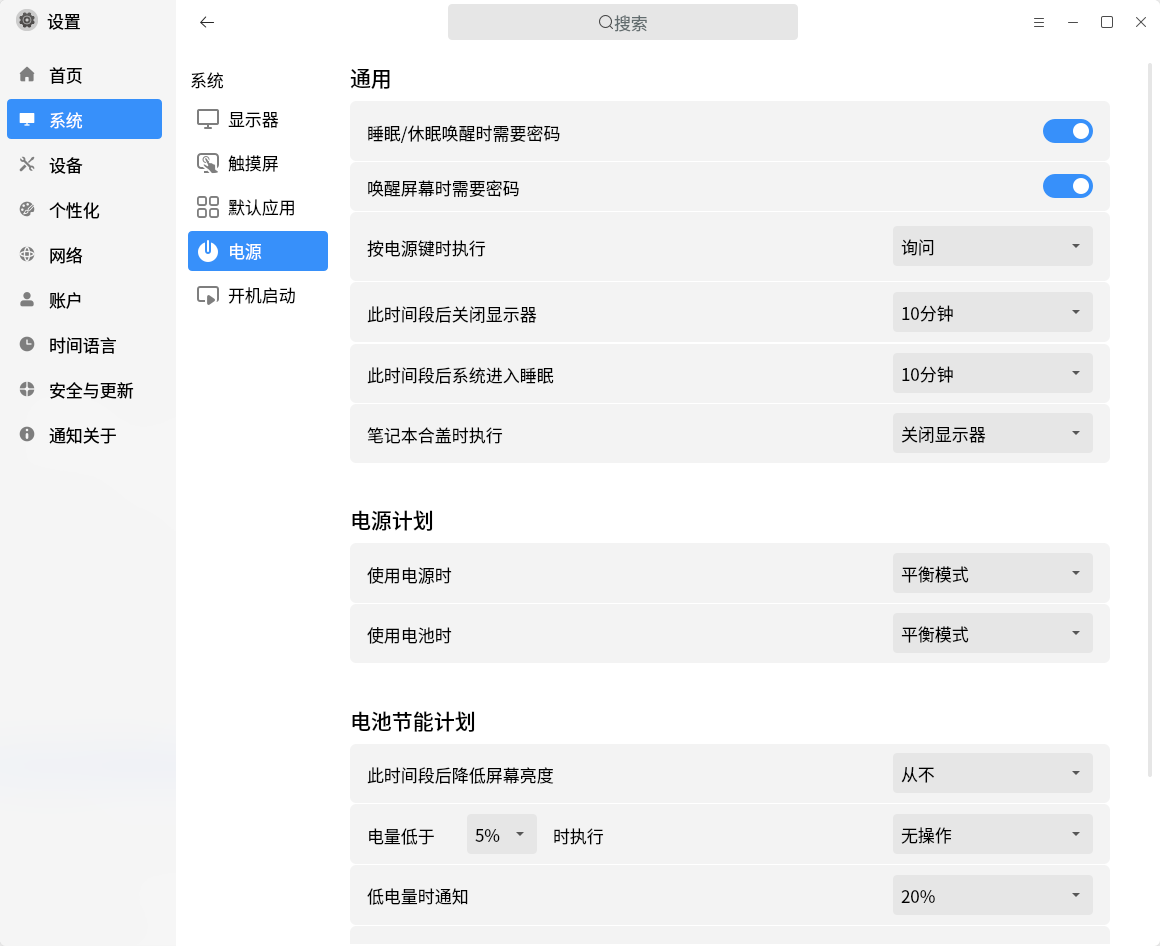 设置
搜索
首页
系统
设备
个性化
网络
账户
时间语言
安全与更新
通知关于
系统
显示器
触摸屏
默认应用
电源
开机启动
通用
睡眠/休眠唤醒时需要密码
唤醒屏幕时需要密码
按电源键时执行 询问
此时间段后关闭显示器 10分钟
此时间段后系统进入睡眠 10分钟
笔记本合盖时执行 关闭显示器
电源计划
使用电源时 平衡模式
使用电池时 平衡模式
电池节能计划
此时间段后降低屏幕亮度 从不
电量低于 5% 时执行 无操作
低电量时通知 20%